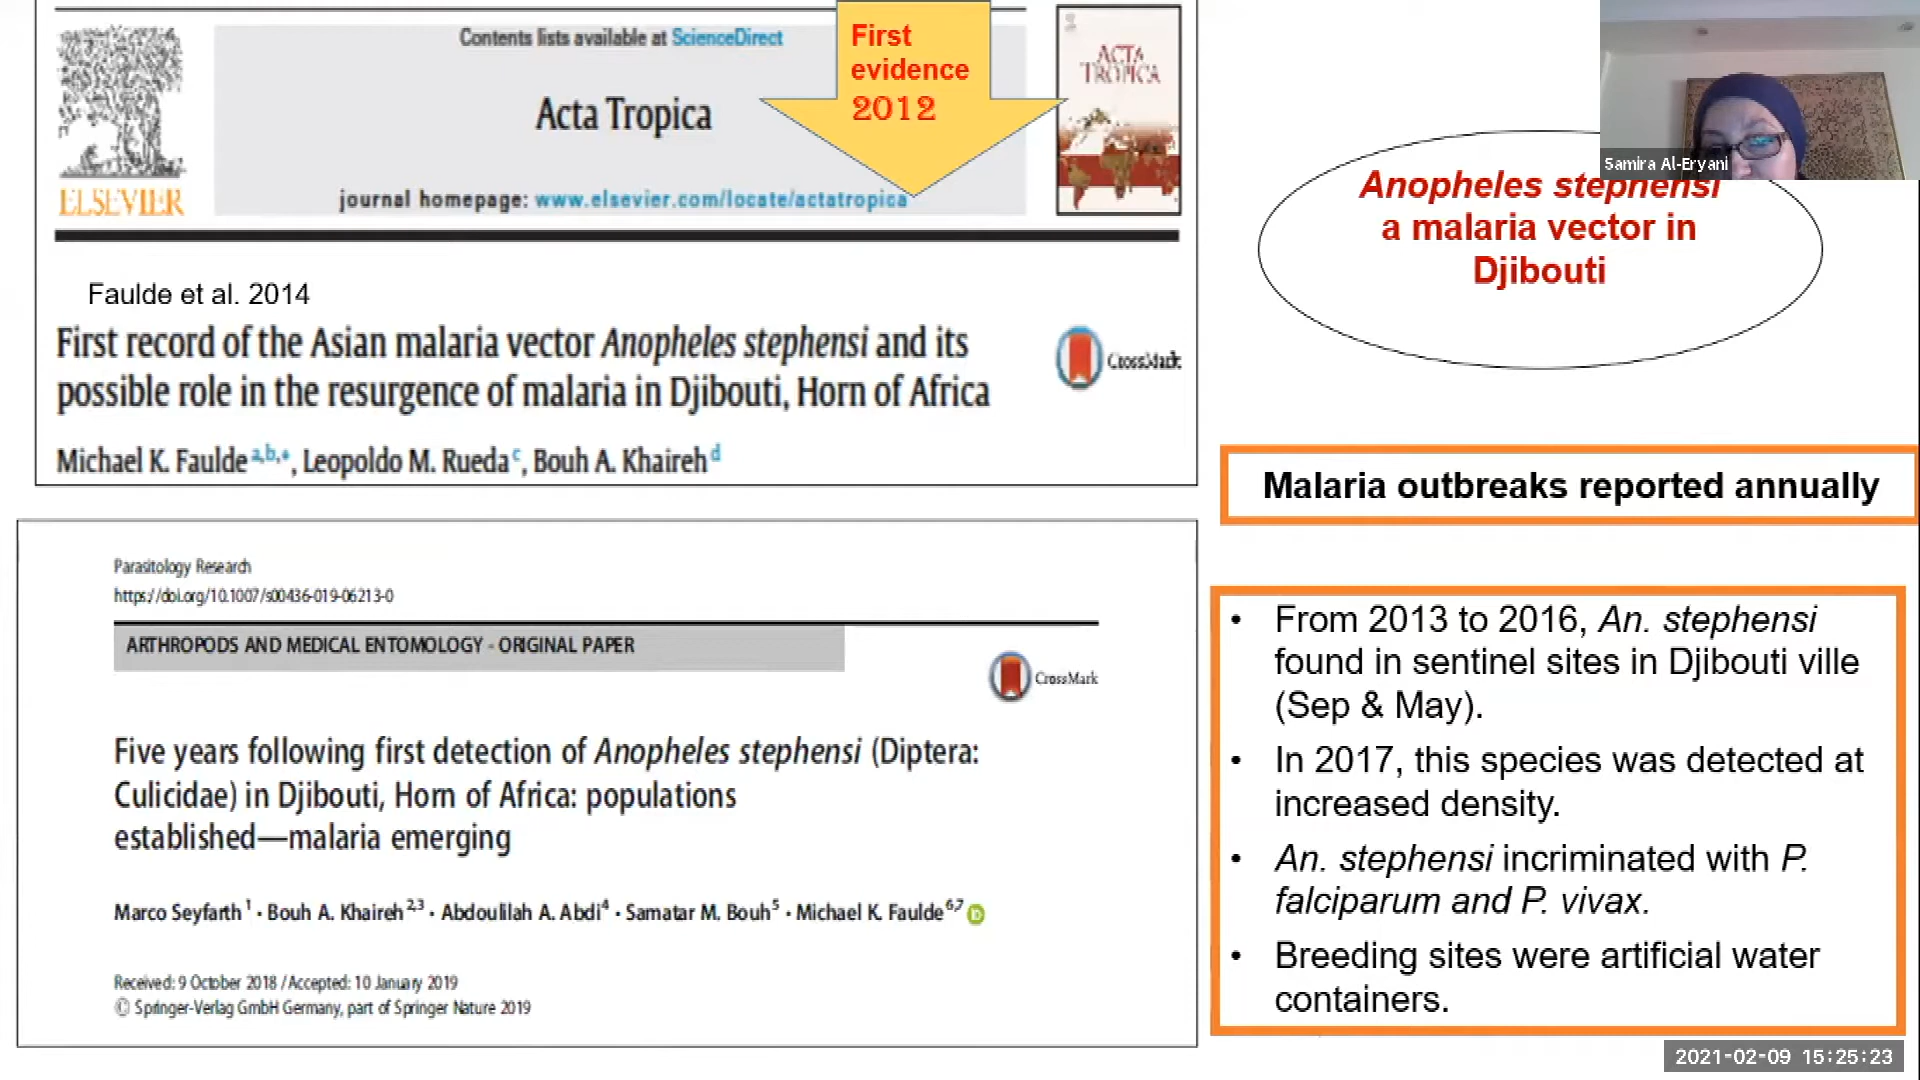 Contents lists available at ScienceDirect
Acta Tropica
journal homepage: www.elsevier.com/locate/actatropica
ELSEVIER
First
evidence
2012
ACTA
TROPICA
Faulde et al. 2014
First record of the Asian malaria vector Anopheles stephensi and its
possible role in the resurgence of malaria in Djibouti, Horn of Africa
CrossMark
Michael K. Faulde a,b,*, Leopoldo M. Rueda c, Bouh A. Khaireh d
Parasitology Research
https://doi.org/10.1007/s00436-019-06213-0
ARTHROPODS AND MEDICAL ENTOMOLOGY - ORIGINAL PAPER
CrossMark
Five years following first detection of Anopheles stephensi (Diptera:
Culicidae) in Djibouti, Horn of Africa: populations
established—malaria emerging
Marco Seyfarth 1 · Bouh A. Khaireh 2,3 · Abdoulilah A. Abdi 4 · Samatar M. Bouh 5 · Michael K. Faulde 6,7
Received: 9 October 2018 / Accepted: 10 January 2019
© Springer-Verlag GmbH Germany, part of Springer Nature 2019
Samira Al-Eryani
Anopheles stephensi
a malaria vector in
Djibouti
Malaria outbreaks reported annually
• From 2013 to 2016, An. stephensi
found in sentinel sites in Djibouti ville
(Sep & May).
• In 2017, this species was detected at
increased density.
• An. stephensi incriminated with P.
falciparum and P. vivax.
• Breeding sites were artificial water
containers.
2021-02-09 15:25:23